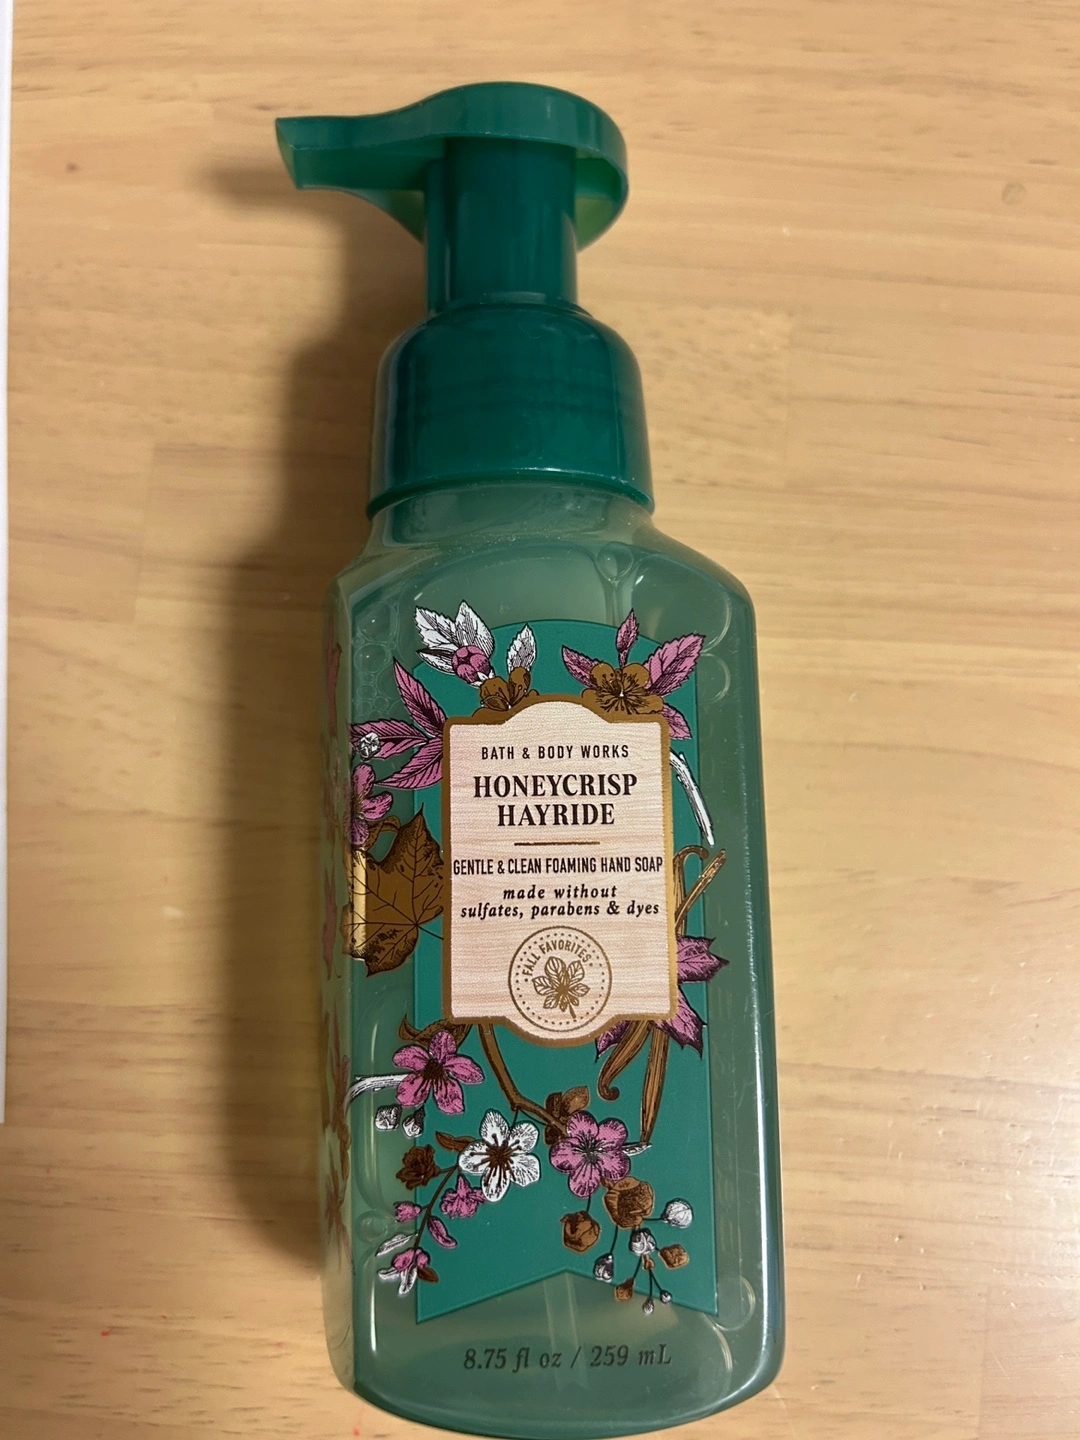 BATH & BODY WORKS
HONEYCRISP
HAYRIDE
GENTLE & CLEAN FOAMING HAND SOAP
made without
sulfates, parabens & dyes
FALL FAVORITES
8.75 fl oz / 259 mL